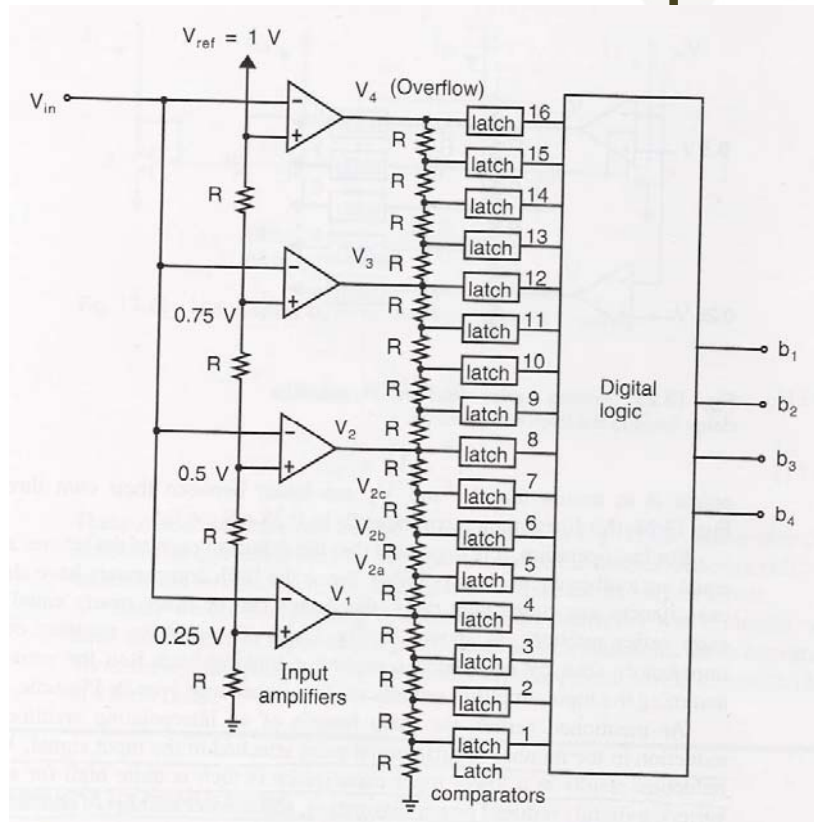 V_ref = 1 V
V_in
V_4 (Overflow)
−
+
latch 16
R
latch 15
R
R
latch 14
R
latch 13
V_3
−
+
R
latch 12
0.75 V
R
latch 11
R
R
latch 10
R
latch 9
Digital
logic
b_1
b_2
b_3
b_4
V_2
−
+
R
latch 8
0.5 V
R
V_2c
latch 7
R
V_2b
R
latch 6
R
V_2a
latch 5
R
V_1
−
+
latch 4
0.25 V
R
latch 3
R
Input
amplifiers
R
latch 2
R
latch 1
R
Latch
comparators